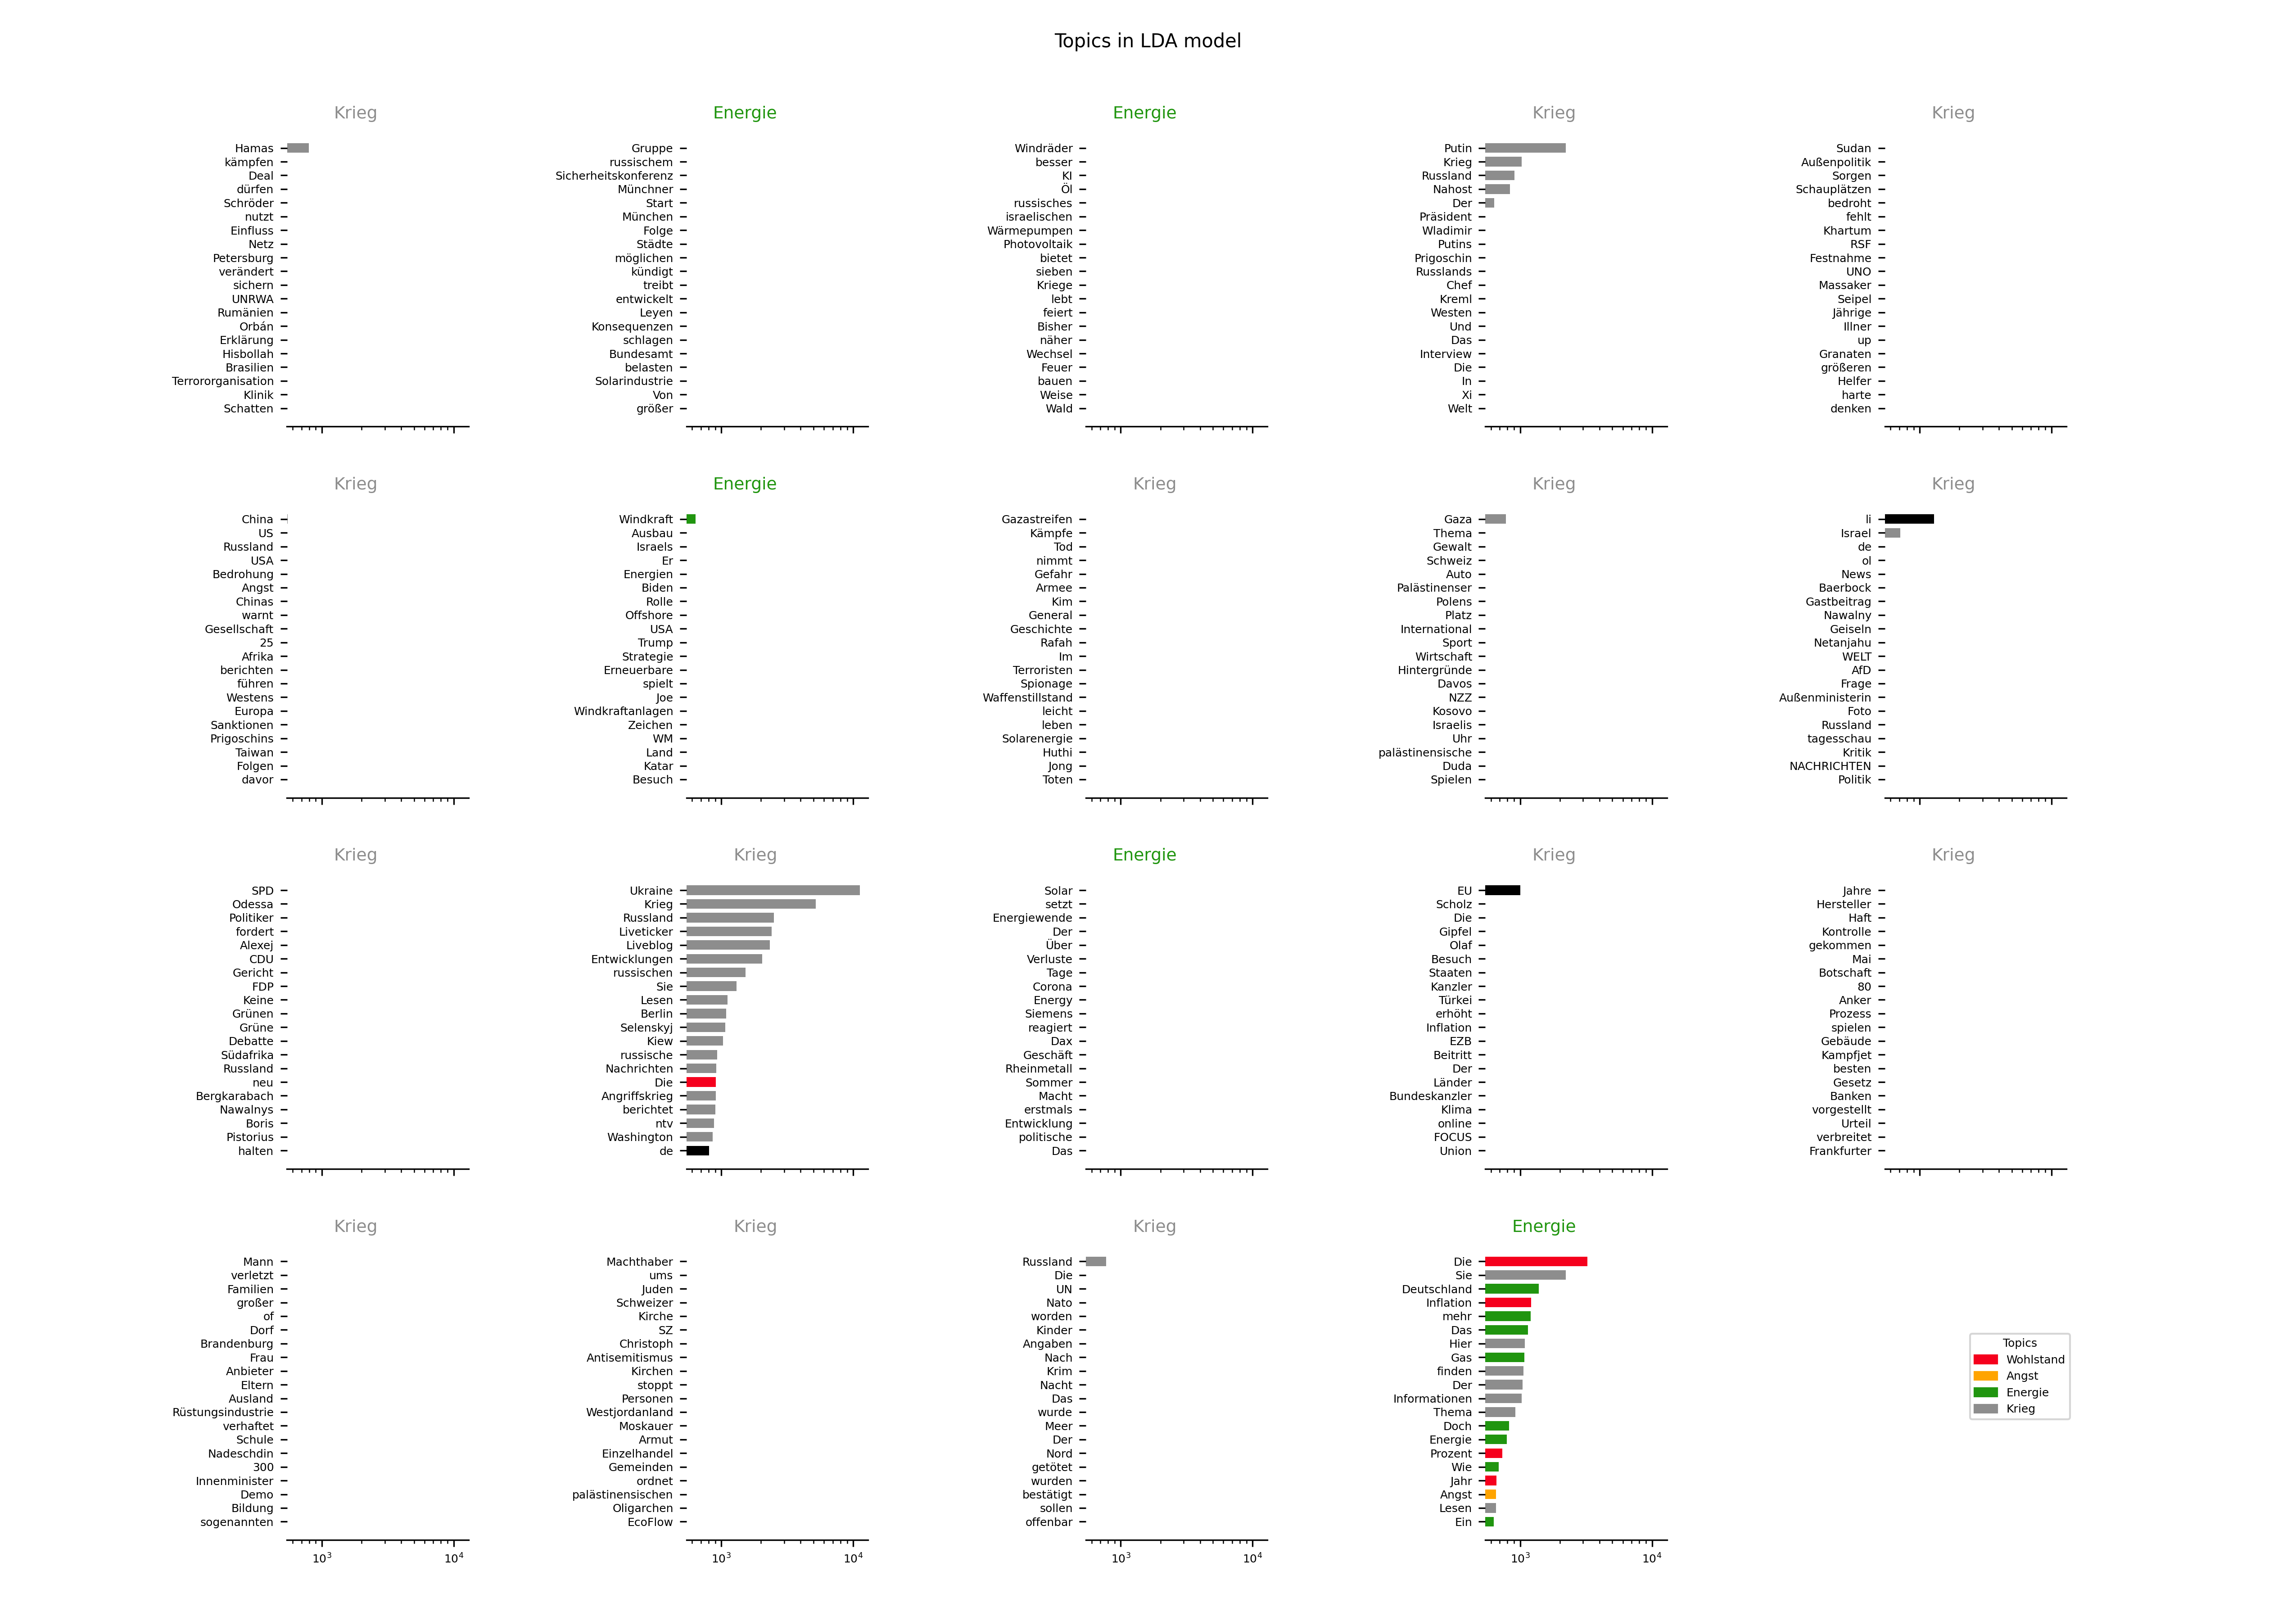 Topics in LDA model
Krieg
Hamas
kämpfen
Deal
dürfen
Schröder
nutzt
Einfluss
Netz
Petersburg
verändert
sichern
UNRWA
Rumänien
Orbán
Erklärung
Hisbollah
Brasilien
Terrororganisation
Klinik
Schatten
Energie
Gruppe
russischem
Sicherheitskonferenz
Münchner
Start
München
Folge
Städte
möglichen
kündigt
treibt
entwickelt
Leyen
Konsequenzen
schlagen
Bundesamt
belasten
Solarindustrie
Von
größer
Energie
Windräder
besser
KI
Öl
russisches
israelischen
Wärmepumpen
Photovoltaik
bietet
sieben
Kriege
lebt
feiert
Bisher
näher
Wechsel
Feuer
bauen
Weise
Wald
Krieg
Putin
Krieg
Russland
Nahost
Der
Präsident
Wladimir
Putins
Prigoschin
Russlands
Chef
Kreml
Westen
Und
Das
Interview
Die
In
Xi
Welt
Krieg
Sudan
Außenpolitik
Sorgen
Schauplätzen
bedroht
fehlt
Khartum
RSF
Festnahme
UNO
Massaker
Seipel
Jährige
Illner
up
Granaten
größeren
Helfer
harte
denken
Krieg
China
US
Russland
USA
Bedrohung
Angst
Chinas
warnt
Gesellschaft
25
Afrika
berichten
führen
Westens
Europa
Sanktionen
Prigoschins
Taiwan
Folgen
davor
Energie
Windkraft
Ausbau
Israels
Er
Energien
Biden
Rolle
Offshore
USA
Trump
Strategie
Erneuerbare
spielt
Joe
Windkraftanlagen
Zeichen
WM
Land
Katar
Besuch
Krieg
Gazastreifen
Kämpfe
Tod
nimmt
Gefahr
Armee
Kim
General
Geschichte
Rafah
Im
Terroristen
Spionage
Waffenstillstand
leicht
leben
Solarenergie
Huthi
Jong
Toten
Krieg
Gaza
Thema
Gewalt
Schweiz
Auto
Palästinenser
Polens
Platz
International
Sport
Wirtschaft
Hintergründe
Davos
NZZ
Kosovo
Israelis
Uhr
palästinensische
Duda
Spielen
Krieg
li
Israel
de
ol
News
Baerbock
Gastbeitrag
Nawalny
Geiseln
Netanjahu
WELT
AfD
Frage
Außenministerin
Foto
Russland
tagesschau
Kritik
NACHRICHTEN
Politik
Krieg
SPD
Odessa
Politiker
fordert
Alexej
CDU
Gericht
FDP
Keine
Grünen
Grüne
Debatte
Südafrika
Russland
neu
Bergkarabach
Nawalnys
Boris
Pistorius
halten
Krieg
Ukraine
Krieg
Russland
Liveticker
Liveblog
Entwicklungen
russischen
Sie
Lesen
Berlin
Selenskyj
Kiew
russische
Nachrichten
Die
Angriffskrieg
berichtet
ntv
Washington
de
Energie
Solar
setzt
Energiewende
Der
Über
Verluste
Tage
Corona
Energy
Siemens
reagiert
Dax
Geschäft
Rheinmetall
Sommer
Macht
erstmals
Entwicklung
politische
Das
Krieg
EU
Scholz
Die
Gipfel
Olaf
Besuch
Staaten
Kanzler
Türkei
erhöht
Inflation
EZB
Beitritt
Der
Länder
Bundeskanzler
Klima
online
FOCUS
Union
Krieg
Jahre
Hersteller
Haft
Kontrolle
gekommen
Mai
Botschaft
80
Anker
Prozess
spielen
Gebäude
Kampfjet
besten
Gesetz
Banken
vorgestellt
Urteil
verbreitet
Frankfurter
Krieg
Mann
verletzt
Familien
großer
of
Dorf
Brandenburg
Frau
Anbieter
Eltern
Ausland
Rüstungsindustrie
verhaftet
Schule
Nadeschdin
300
Innenminister
Demo
Bildung
sogenannten
10³ 10⁴
Krieg
Machthaber
ums
Juden
Schweizer
Kirche
SZ
Christoph
Antisemitismus
Kirchen
stoppt
Personen
Westjordanland
Moskauer
Armut
Einzelhandel
Gemeinden
ordnet
palästinensischen
Oligarchen
EcoFlow
10³ 10⁴
Krieg
Russland
Die
UN
Nato
worden
Kinder
Angaben
Nach
Krim
Nacht
Das
wurde
Meer
Der
Nord
getötet
wurden
bestätigt
sollen
offenbar
10³ 10⁴
Energie
Die
Sie
Deutschland
Inflation
mehr
Das
Hier
Gas
finden
Der
Informationen
Thema
Doch
Energie
Prozent
Wie
Jahr
Angst
Lesen
Ein
10³ 10⁴
Topics
Wohlstand
Angst
Energie
Krieg